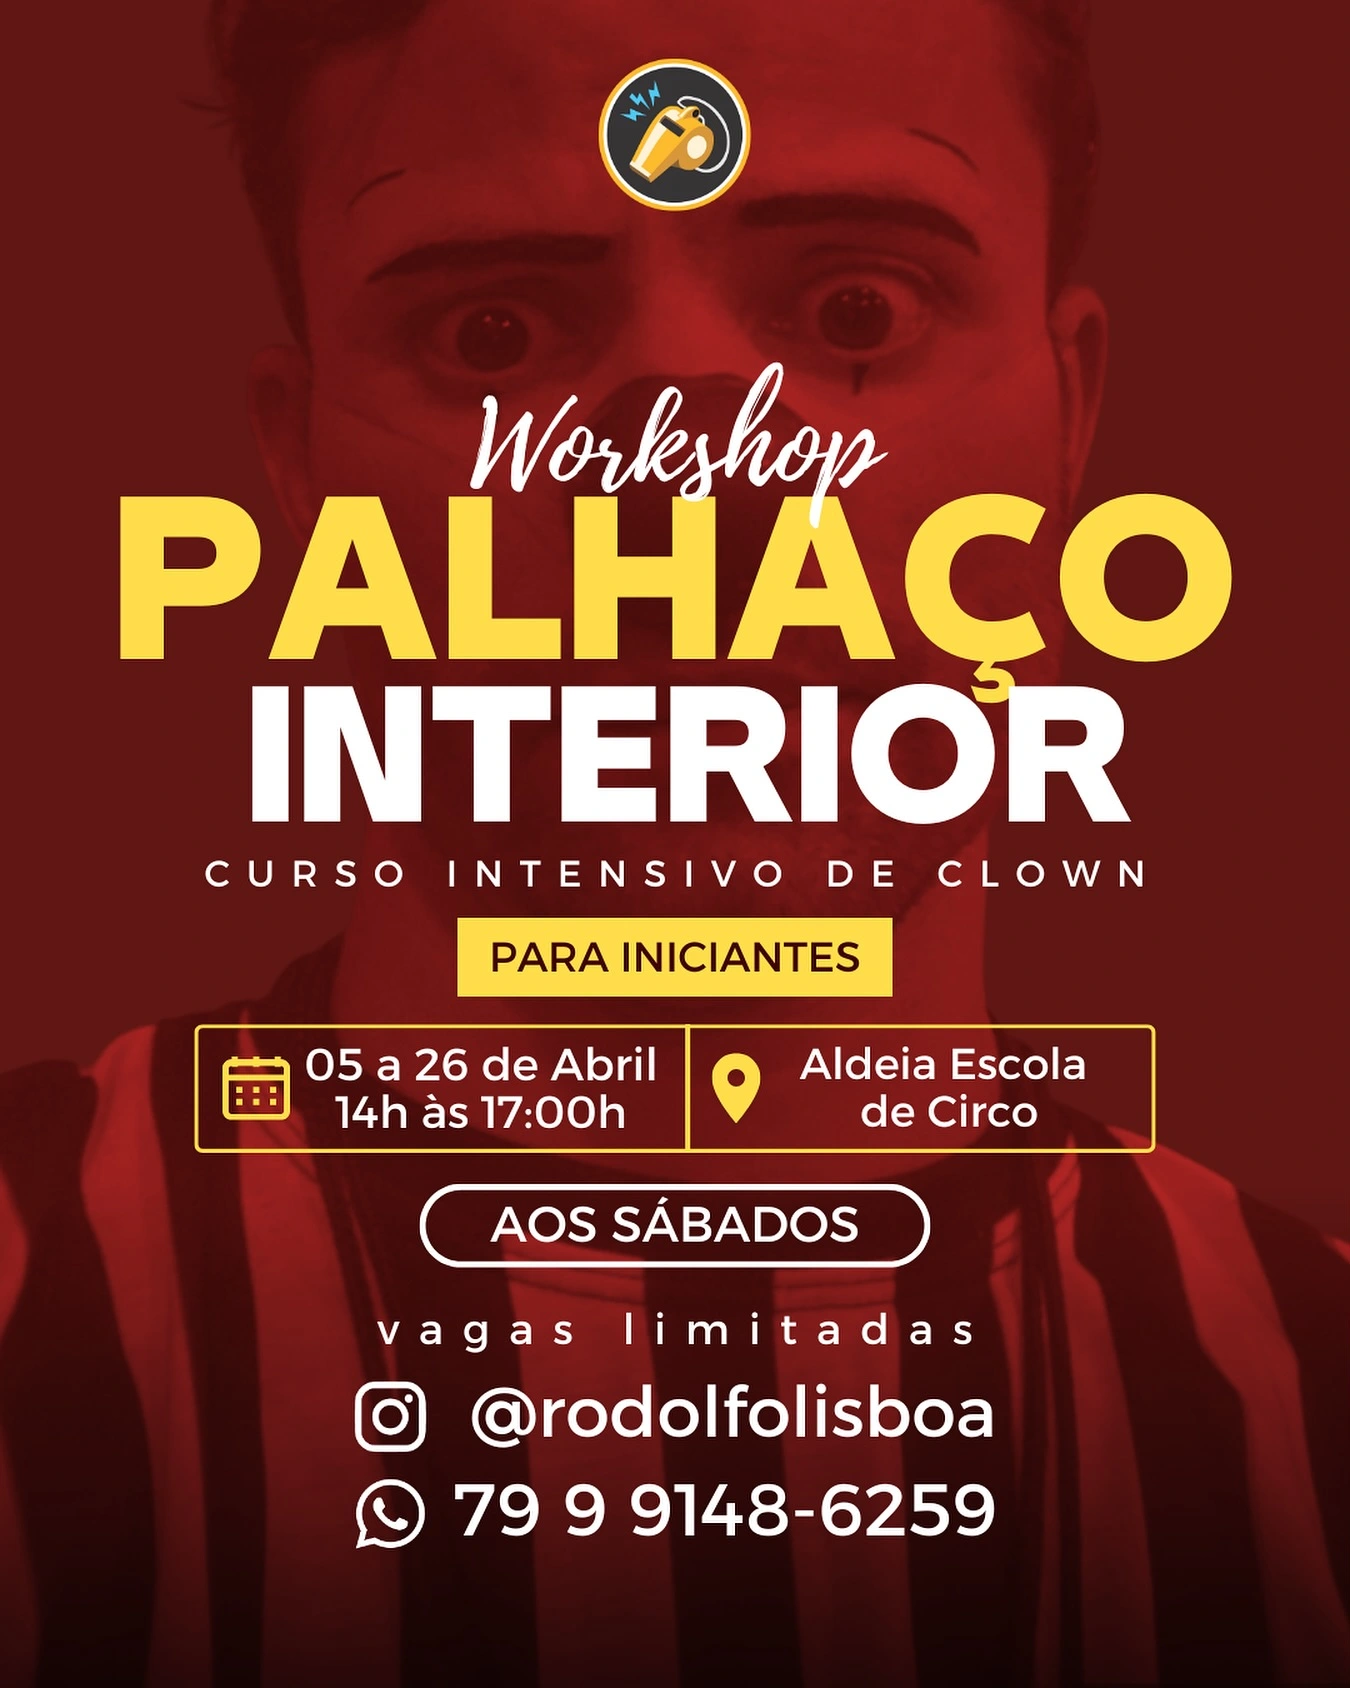 Workshop
PALHAÇO
INTERIOR
CURSO INTENSIVO DE CLOWN
PARA INICIANTES
05 a 26 de Abril
14h às 17:00h
Aldeia Escola
de Circo
AOS SÁBADOS
vagas limitadas
@rodolfolisboa
79 9 9148-6259